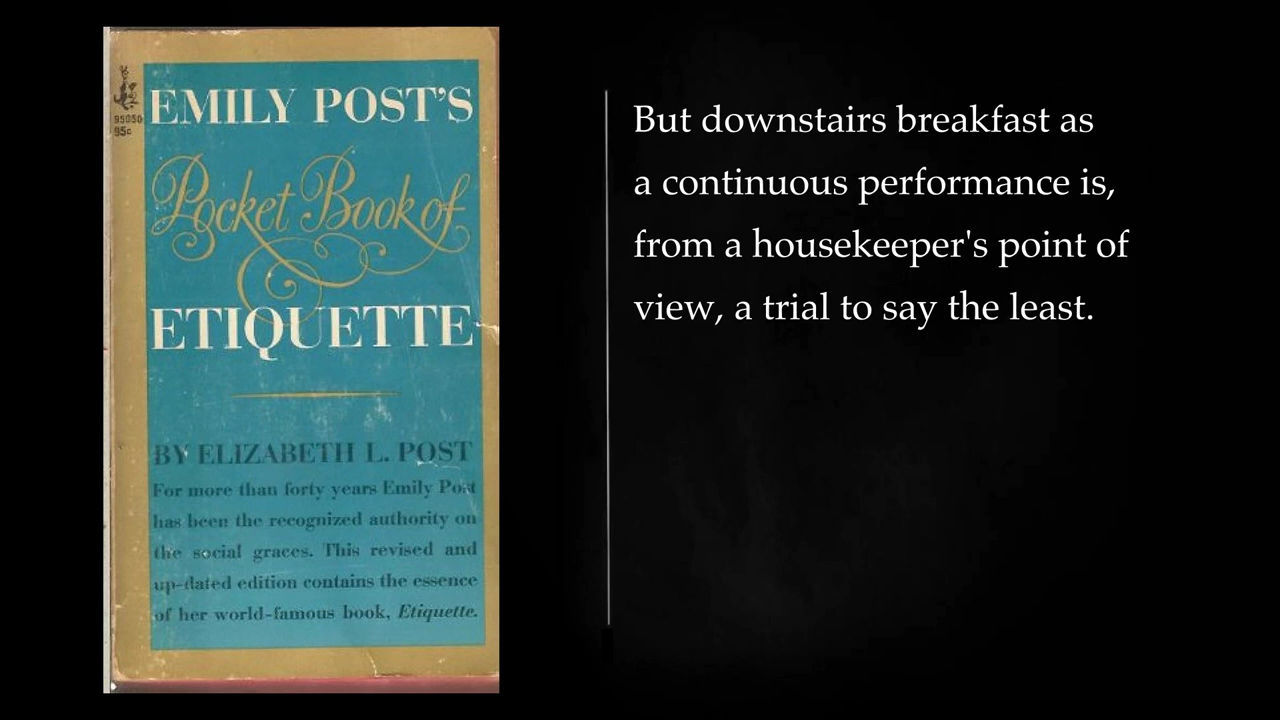 EMILY POST'S
Pocket Book of
ETIQUETTE
95050
95c
BY ELIZABETH L. POST
For more than forty years Emily Post
has been the recognized authority on
the social graces. This revised and
up-dated edition contains the essence
of her world-famous book, Etiquette.
But downstairs breakfast as
a continuous performance is,
from a housekeeper's point of
view, a trial to say the least.